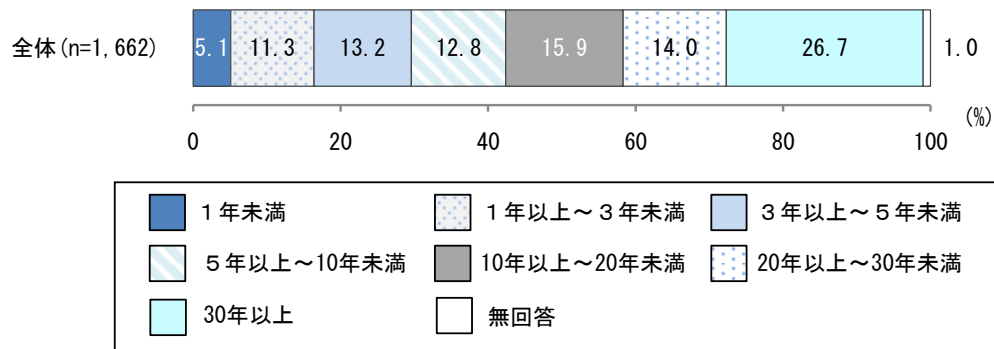 全体(n=1,662) 5.1 11.3 13.2 12.8 15.9 14.0 26.7 1.0
0 20 40 60 80 100 (%)
1年未満 1年以上～3年未満 3年以上～5年未満
5年以上～10年未満 10年以上～20年未満 20年以上～30年未満
30年以上 無回答